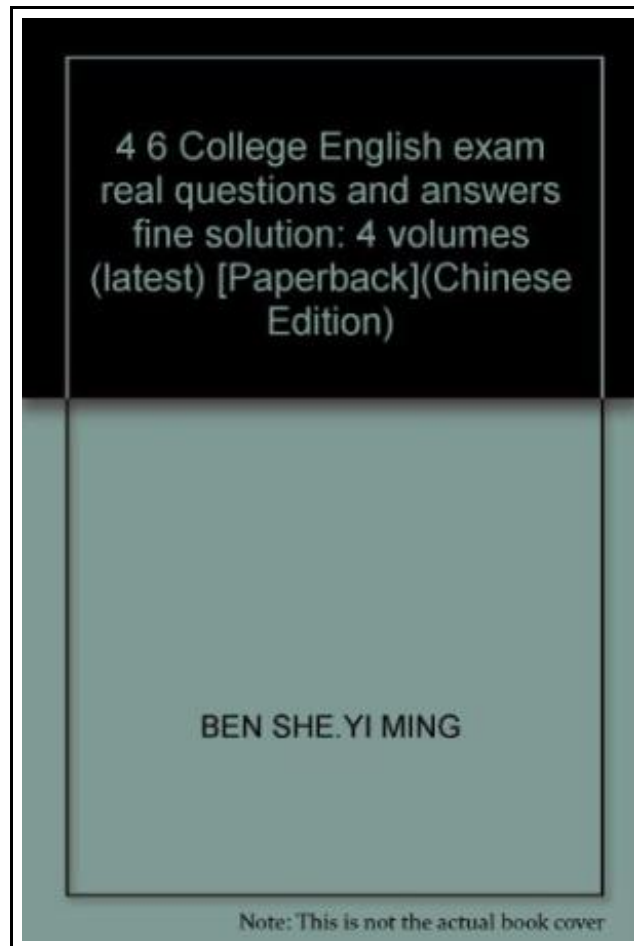 4 6 College English exam
real questions and answers
fine solution: 4 volumes
(latest) [Paperback](Chinese
Edition)
BEN SHE.YI MING
Note: This is not the actual book cover